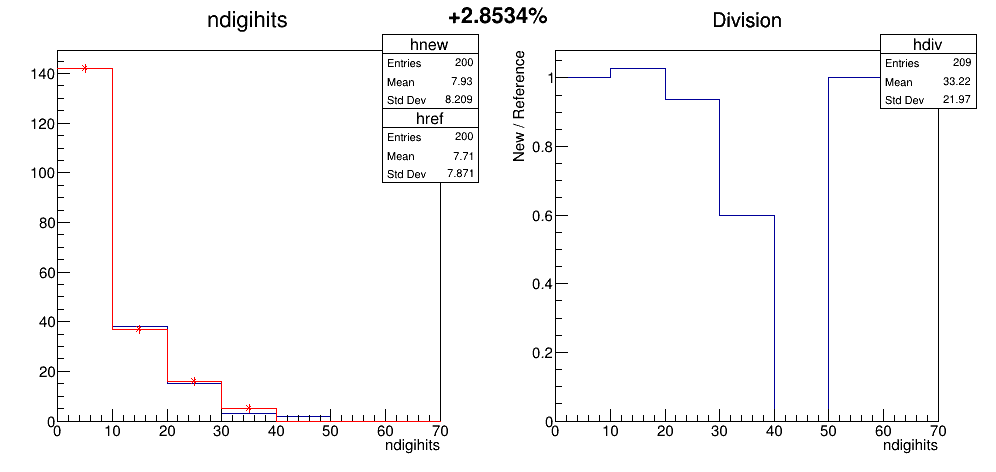 +2.8534%
ndigihits
hnew
Entries 200
Mean 7.93
Std Dev 8.209
href
Entries 200
Mean 7.71
Std Dev 7.871
140
120
100
80
60
40
20
0
0 10 20 30 40 50 60 70
ndigihits
Division
hdiv
Entries 209
Mean 33.22
Std Dev 21.97
New / Reference
1
0.8
0.6
0.4
0.2
0
0 10 20 30 40 50 60 70
ndigihits